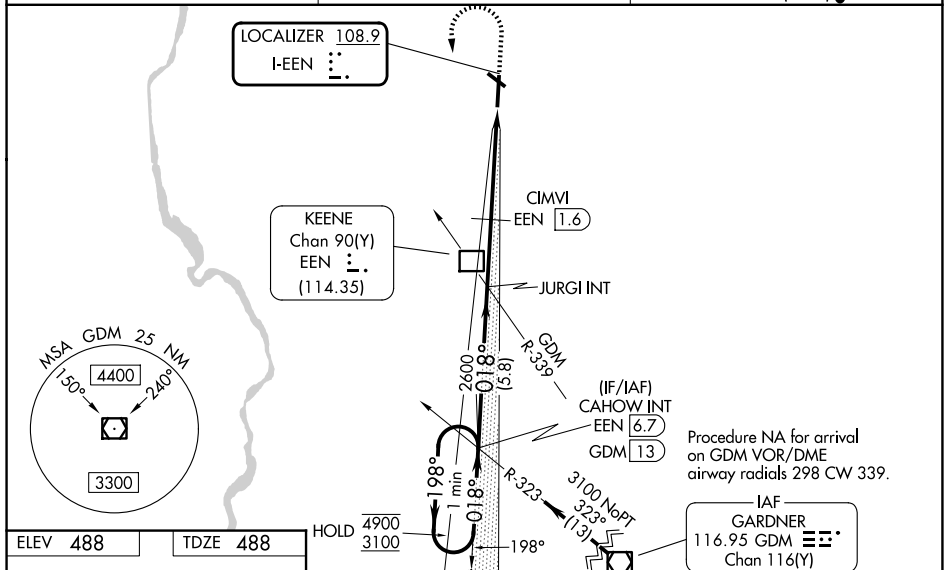 LOCALIZER 108.9
I-EEN
CIMVI
EEN 1.6
KEENE
Chan 90(Y)
EEN
(114.35)
JURGI INT
GDM
R-339
MSA GDM 25 NM
4400
150°
240°
3300
2600
018°
(5.8)
(IF/IAF)
CAHOW INT
EEN 6.7
GDM 13
Procedure NA for arrival
on GDM VOR/DME
airway radials 298 CW 339.
198°
1 min
018°
R-323
3100 NoPT
323°
(13)
IAF
GARDNER
116.95 GDM
Chan 116(Y)
HOLD 4900
3100
198°
ELEV 488
TDZE 488